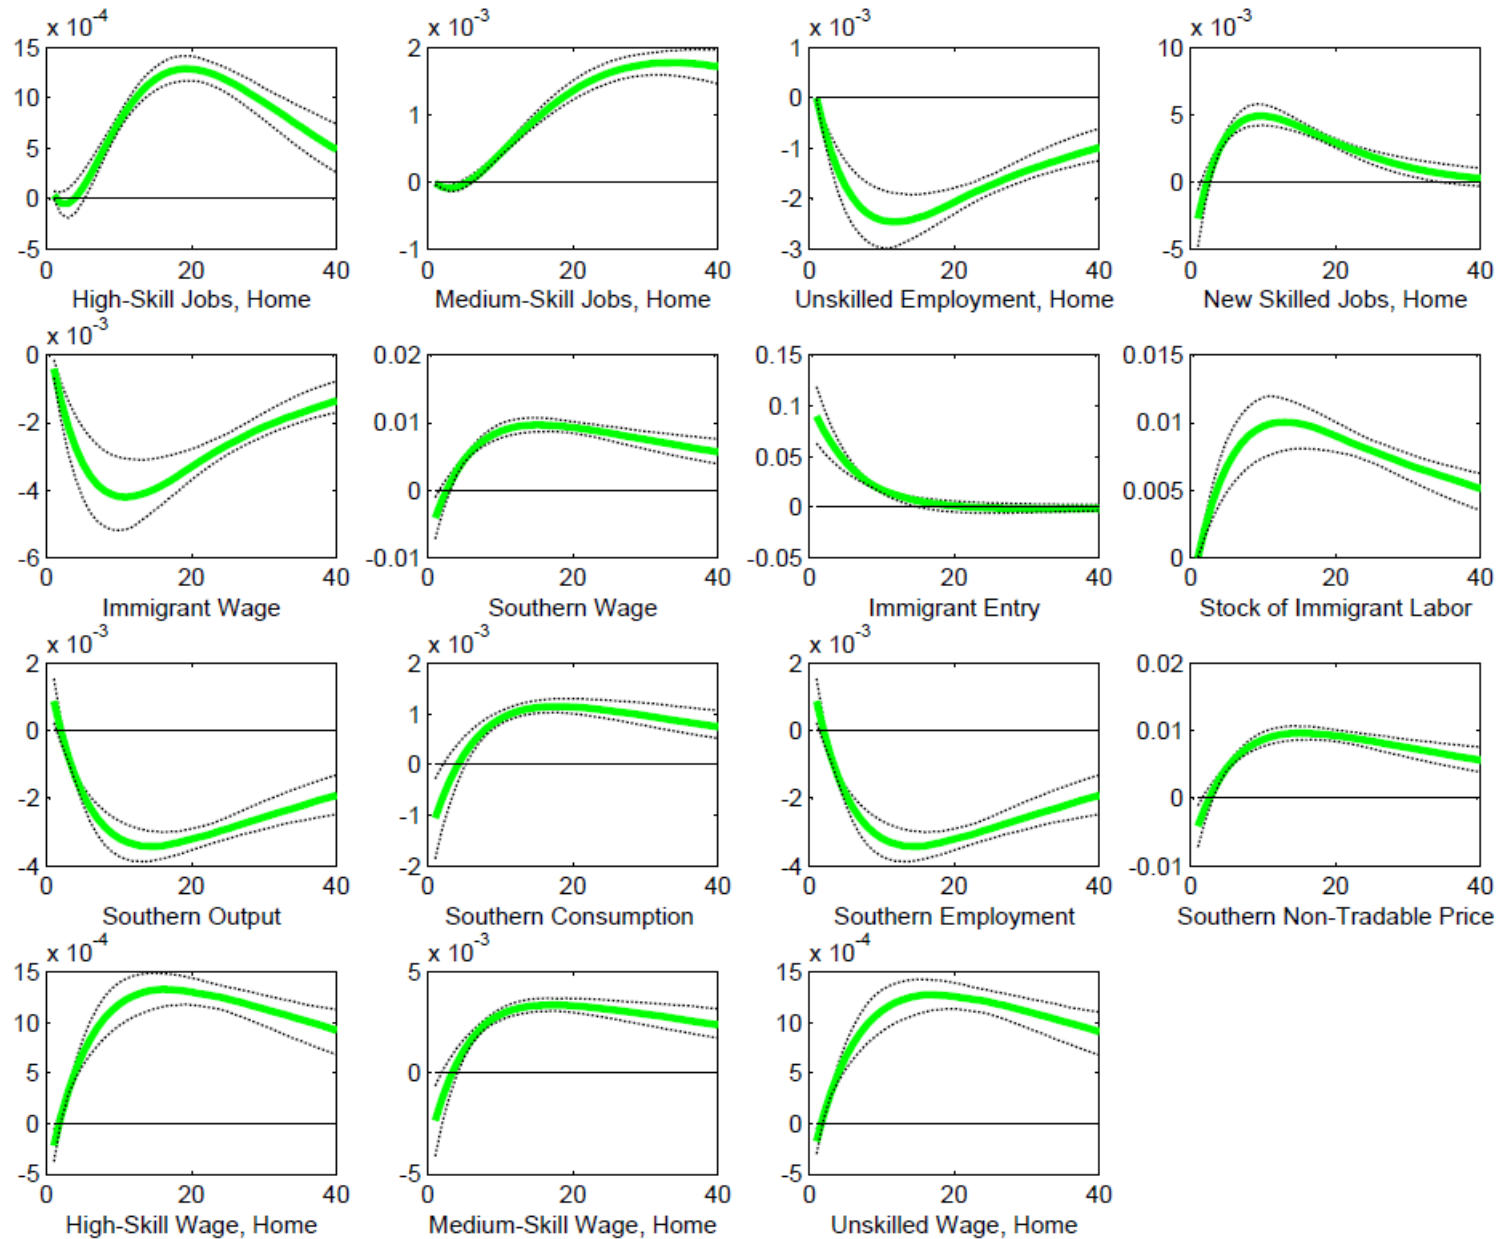 x 10-4 x 10-3 x 10-3 x 10-3
15 2 1 10
10 1 0 5
5 0 -1 0
0 -2
-5 -1 -3 -5
0 20 40 0 20 40 0 20 40 0 20 40
High-Skill Jobs, Home Medium-Skill Jobs, Home Unskilled Employment, Home New Skilled Jobs, Home
x 10-3
0 0.02 0.15 0.015
-2 0.01 0.1 0.01
-4 0 0.05 0.005
0
-6 -0.01 -0.05 0
0 20 40 0 20 40 0 20 40 0 20 40
Immigrant Wage Southern Wage Immigrant Entry Stock of Immigrant Labor
x 10-3 x 10-3 x 10-3
2 2 2 0.02
0 1 0 0.01
-2 0 -2 0
-1
-4 -2 -4 -0.01
0 20 40 0 20 40 0 20 40 0 20 40
Southern Output Southern Consumption Southern Employment Southern Non-Tradable Price
x 10-4 x 10-3 x 10-4
15 5 15
10 10
5 0 5
0 0
-5 -5 -5
0 20 40 0 20 40 0 20 40
High-Skill Wage, Home Medium-Skill Wage, Home Unskilled Wage, Home